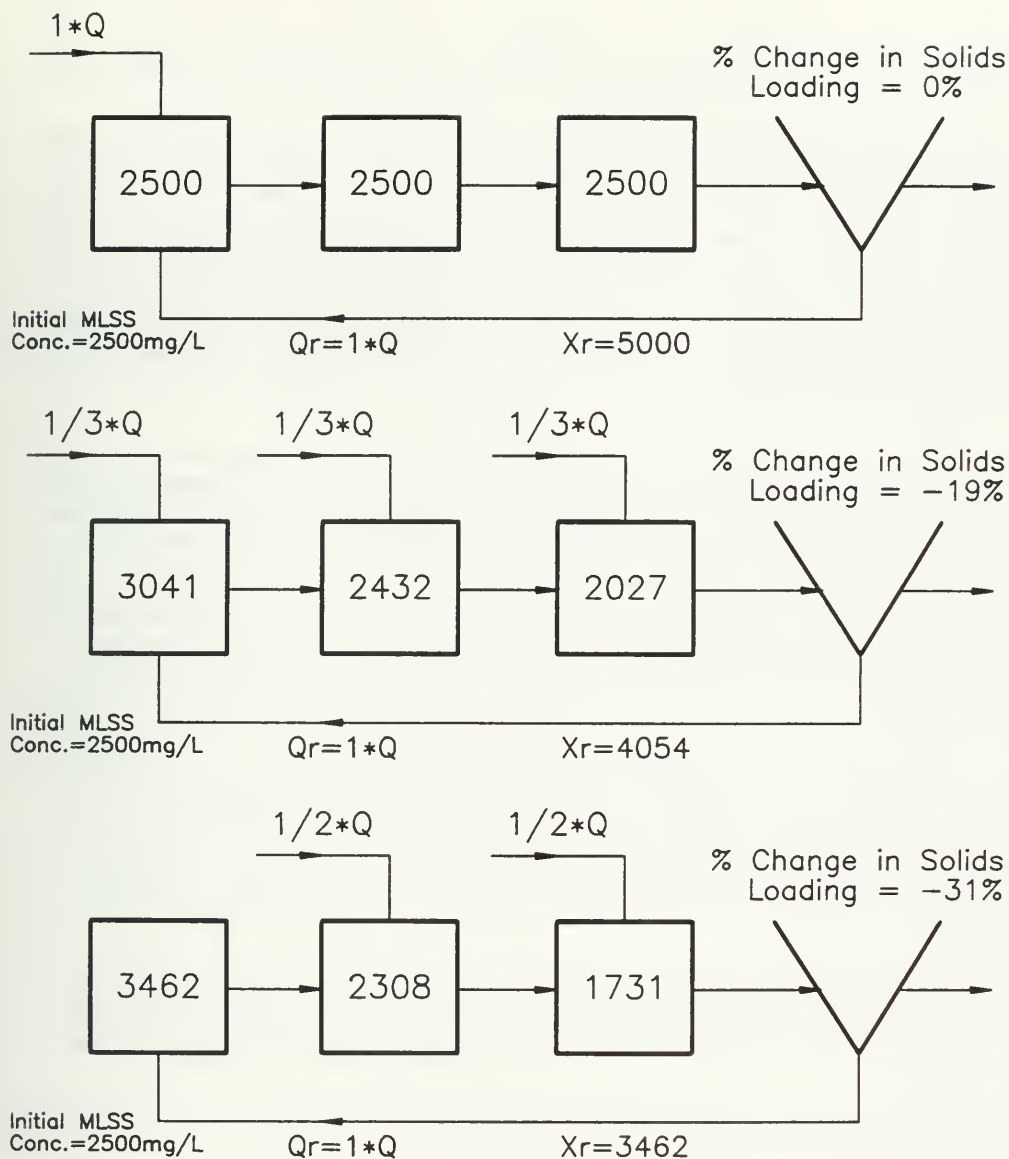 1*Q
% Change in Solids
Loading = 0%
2500
2500
2500
Initial MLSS
Conc.=2500mg/L
Qr=1*Q
Xr=5000
1/3*Q
1/3*Q
1/3*Q
% Change in Solids
Loading = -19%
3041
2432
2027
Initial MLSS
Conc.=2500mg/L
Qr=1*Q
Xr=4054
1/2*Q
1/2*Q
% Change in Solids
Loading = -31%
3462
2308
1731
Initial MLSS
Conc.=2500mg/L
Qr=1*Q
Xr=3462